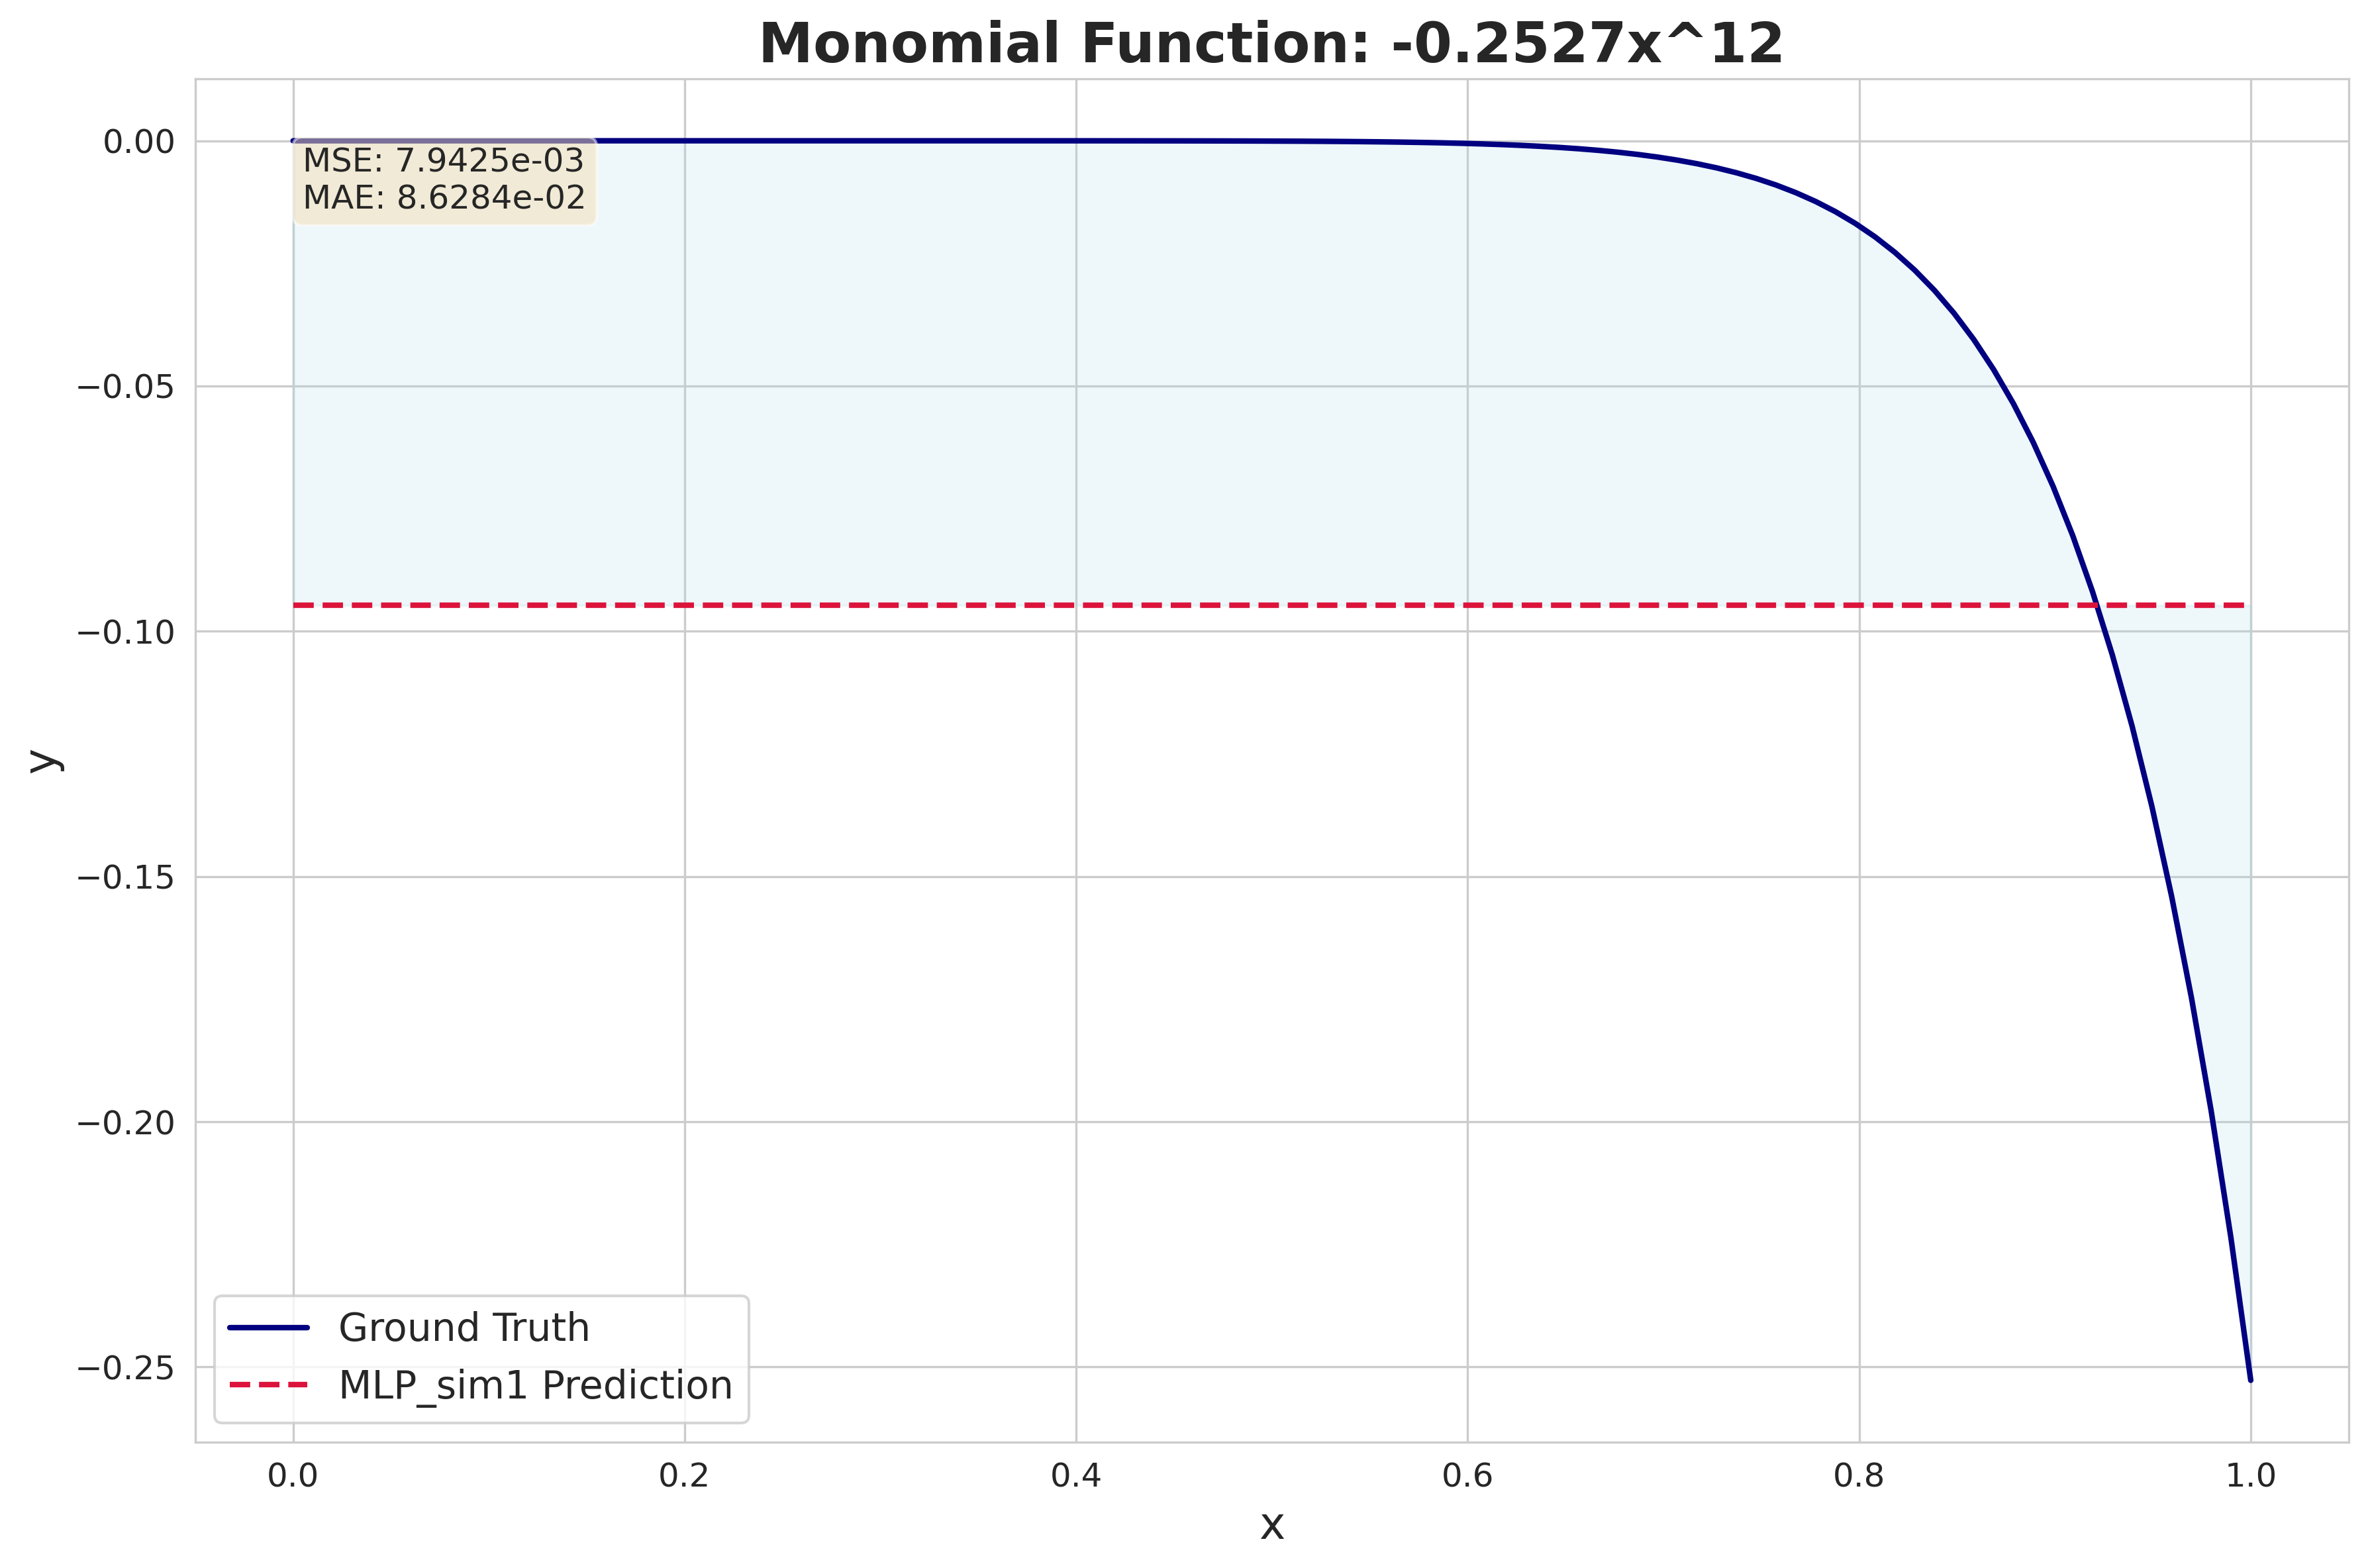 Monomial Function: -0.2527x^12
0.00
MSE: 7.9425e-03
MAE: 8.6284e-02
−0.05
−0.10
y
−0.15
−0.20
−0.25
Ground Truth
MLP_sim1 Prediction
0.0 0.2 0.4 0.6 0.8 1.0
x